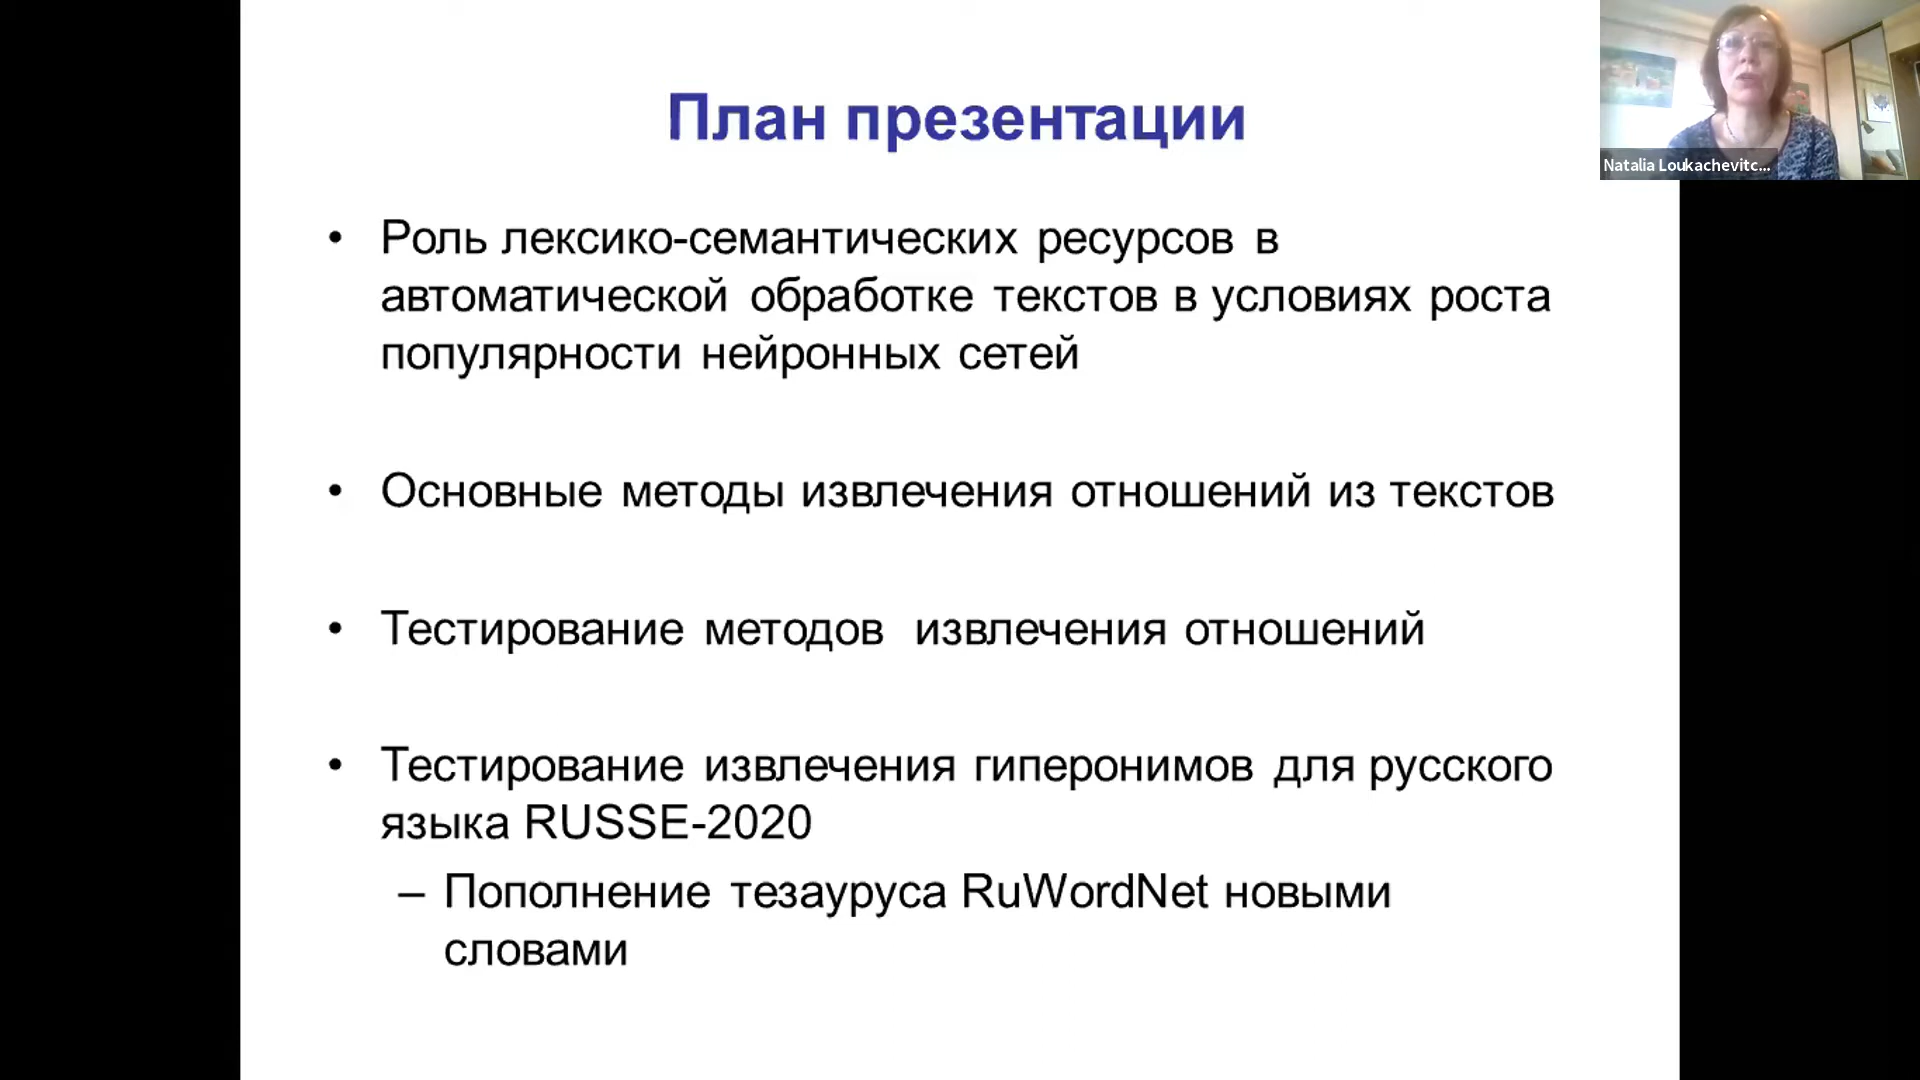 План презентации
Natalia Loukachevitc...
• Роль лексико-семантических ресурсов в
автоматической обработке текстов в условиях роста
популярности нейронных сетей
• Основные методы извлечения отношений из текстов
• Тестирование методов извлечения отношений
• Тестирование извлечения гиперонимов для русского
языка RUSSE-2020
– Пополнение тезауруса RuWordNet новыми
словами